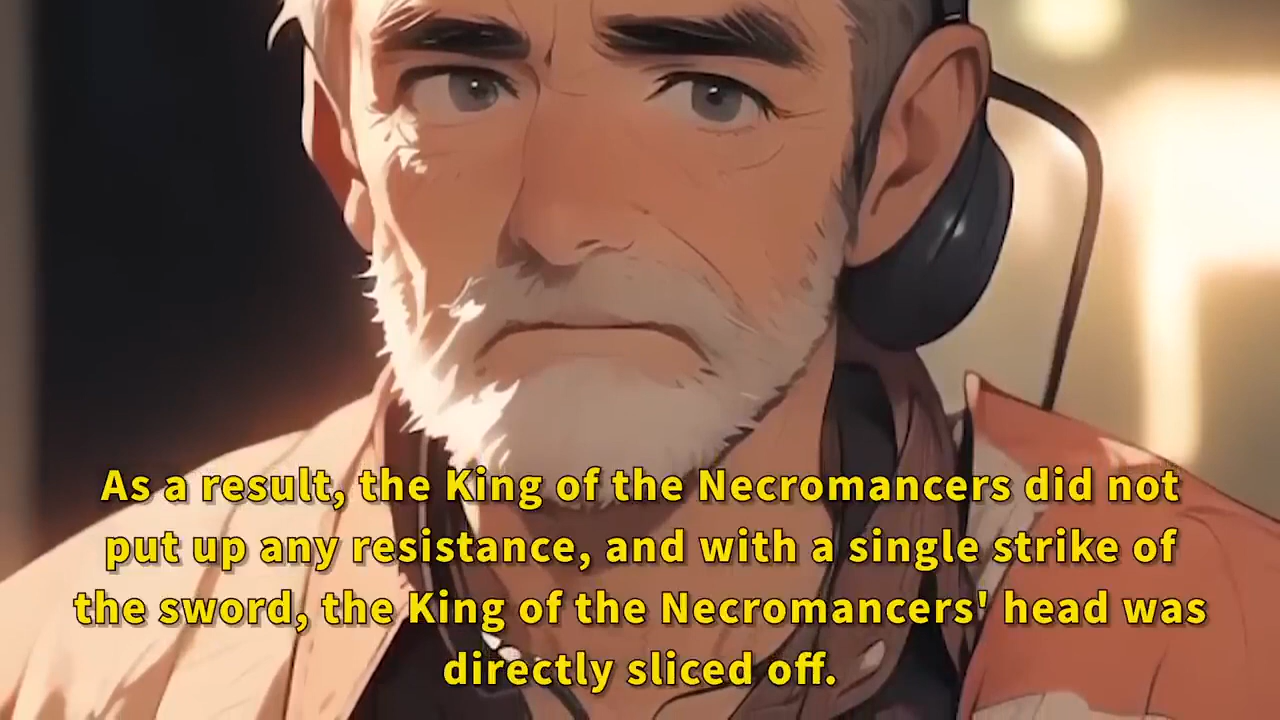 As a result, the King of the Necromancers did not
put up any resistance, and with a single strike of
the sword, the King of the Necromancers' head was
directly sliced off.